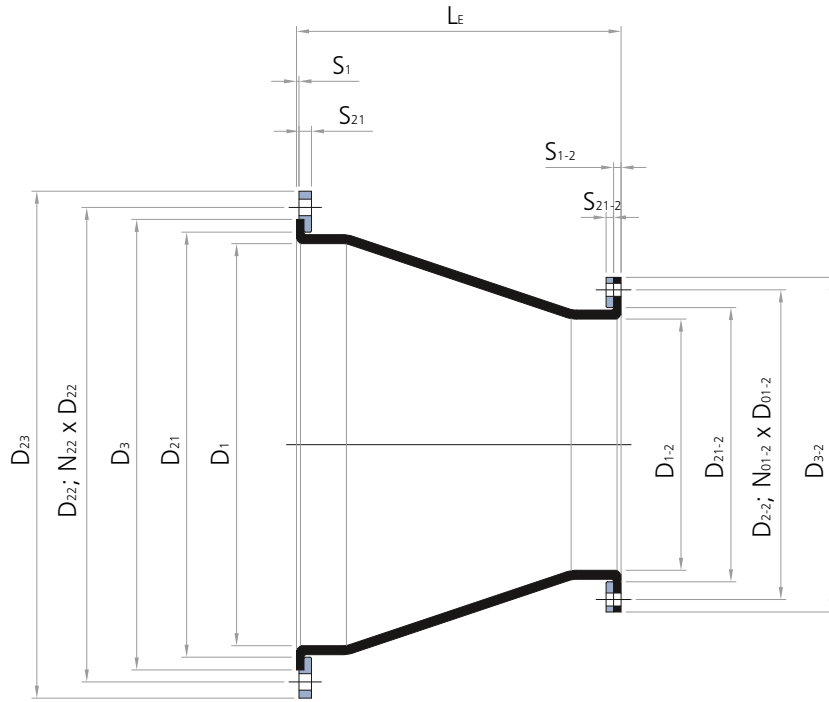 LE
S1
S21
S1-2
S21-2
D23
D22; N22 x D22
D3
D21
D1
D1-2
D21-2
D2-2; N01-2 x D01-2
D3-2